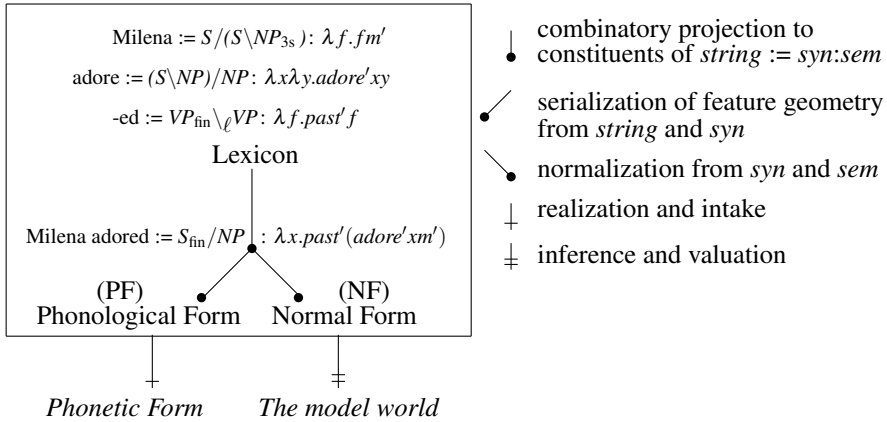 Milena := S/(S\NP3s): λf.fm′
adore := (S\NP)/NP: λxλy.adore′xy
-ed := VPfin\ℓVP: λf.past′f
Lexicon
Milena adored := Sfin/NP : λx.past′(adore′xm′)
(PF) (NF)
Phonological Form Normal Form
Phonetic Form The model world
combinatory projection to
constituents of string := syn:sem
serialization of feature geometry
from string and syn
normalization from syn and sem
realization and intake
inference and valuation